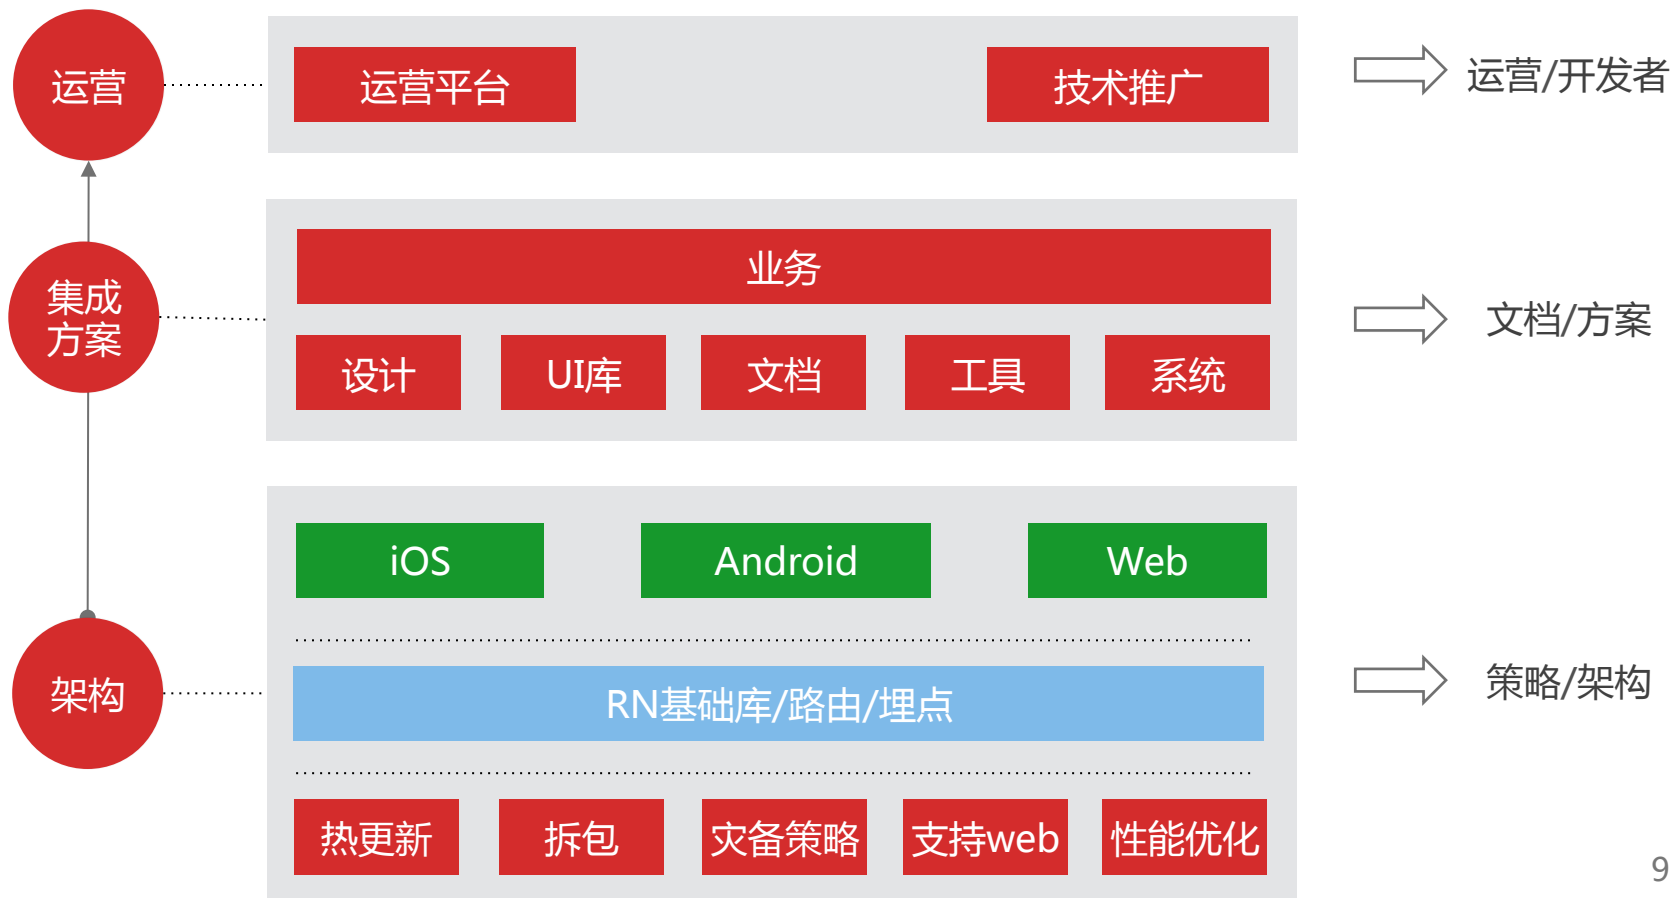 运营
运营平台
技术推广
运营/开发者
集成
方案
业务
设计
UI库
文档
工具
系统
文档/方案
架构
iOS
Android
Web
RN基础库/路由/埋点
热更新
拆包
灾备策略
支持web
性能优化
策略/架构
9